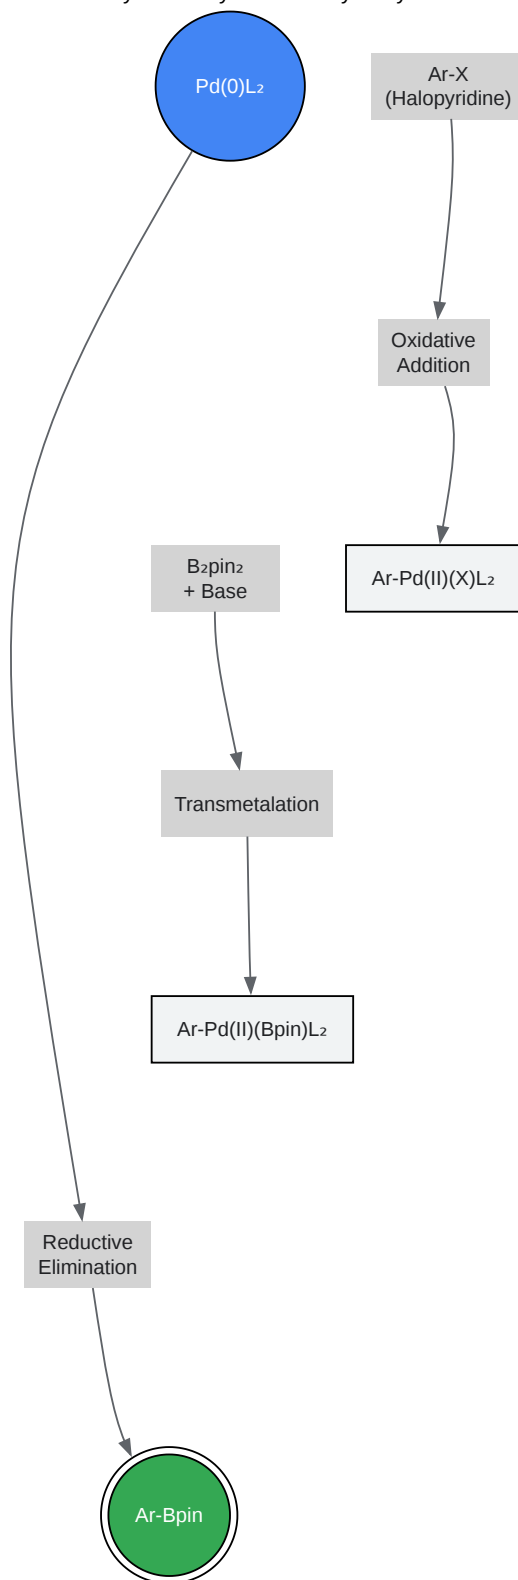 Pd(0)L₂
Ar-X
(Halopyridine)
Oxidative
Addition
B₂pin₂
+ Base
Ar-Pd(II)(X)L₂
Transmetalation
Ar-Pd(II)(Bpin)L₂
Reductive
Elimination
Ar-Bpin